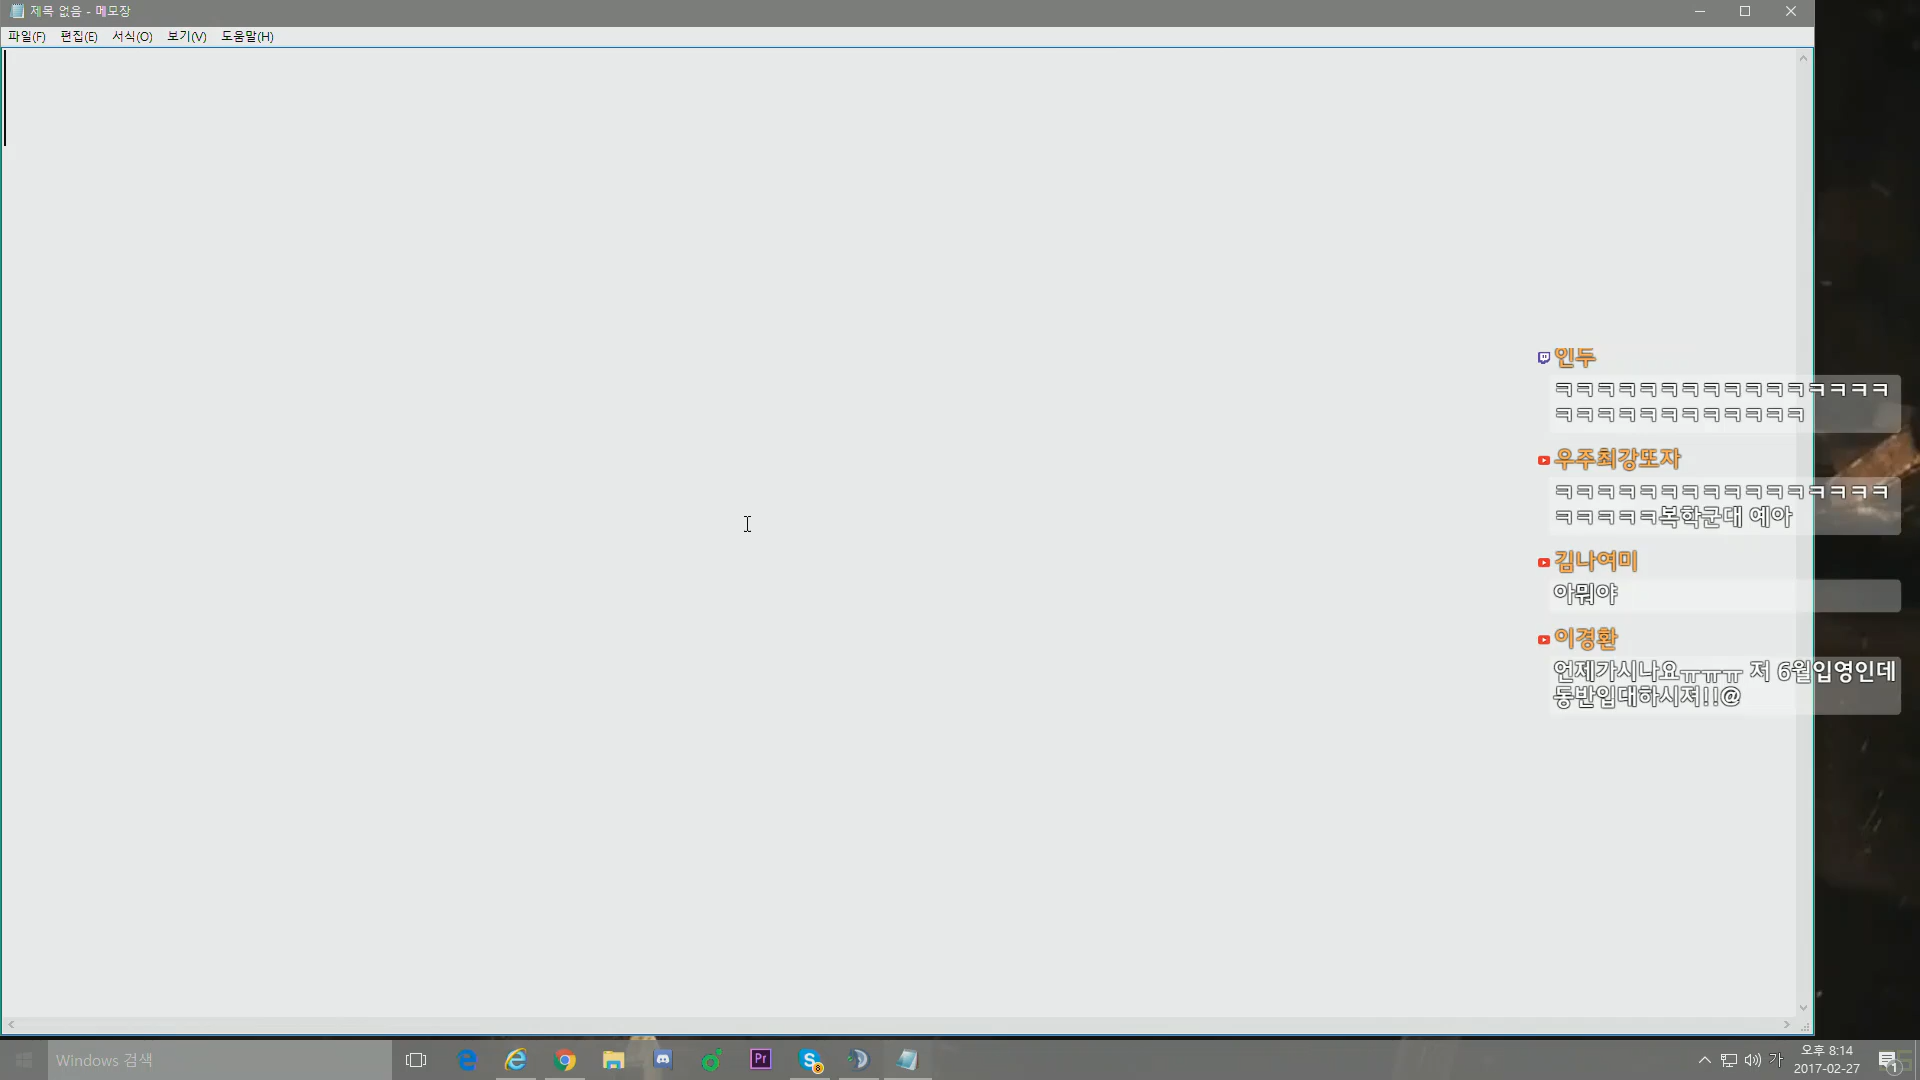 제목 없음 - 메모장
파일(F) 편집(E) 서식(O) 보기(V) 도움말(H)
인두
ㅋㅋㅋㅋㅋㅋㅋㅋㅋㅋㅋㅋㅋㅋㅋㅋ
ㅋㅋㅋㅋㅋㅋㅋㅋㅋㅋㅋㅋ
우주최강또자
ㅋㅋㅋㅋㅋㅋㅋㅋㅋㅋㅋㅋㅋㅋㅋㅋ
ㅋㅋㅋㅋㅋ복학군대 예아
김나여미
아뭐야
이경환
언제가시나요ㅠㅠㅠ 저 6월입영인데
동반입대하시져!!@
Windows 검색
Pr
S
8
가
오후 8:14
2017-02-27
1